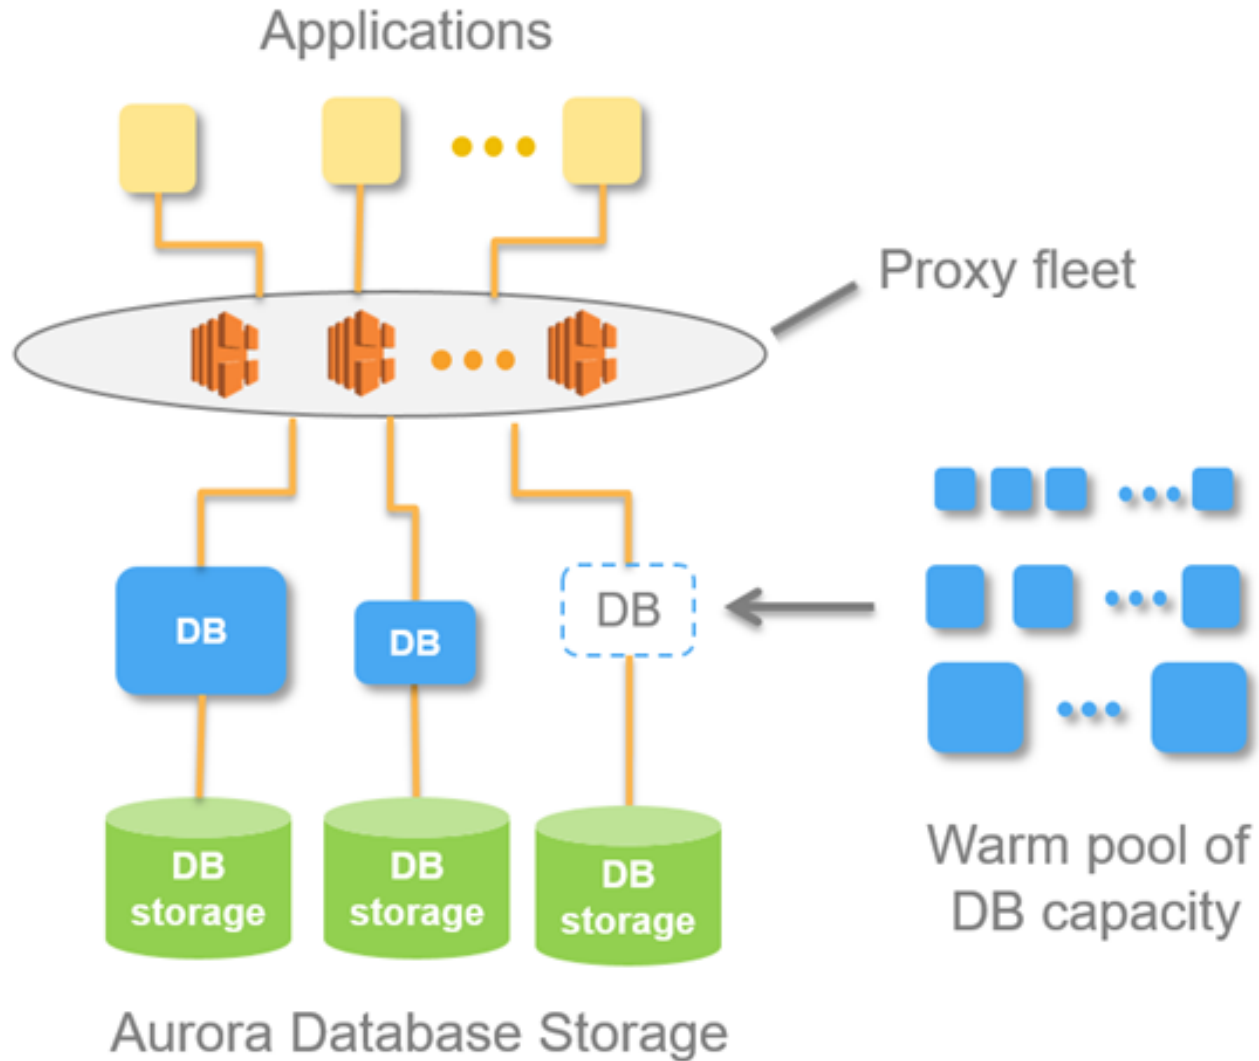 Applications
Proxy fleet
DB
DB
DB
DB
storage
DB
storage
DB
storage
Warm pool of
DB capacity
Aurora Database Storage